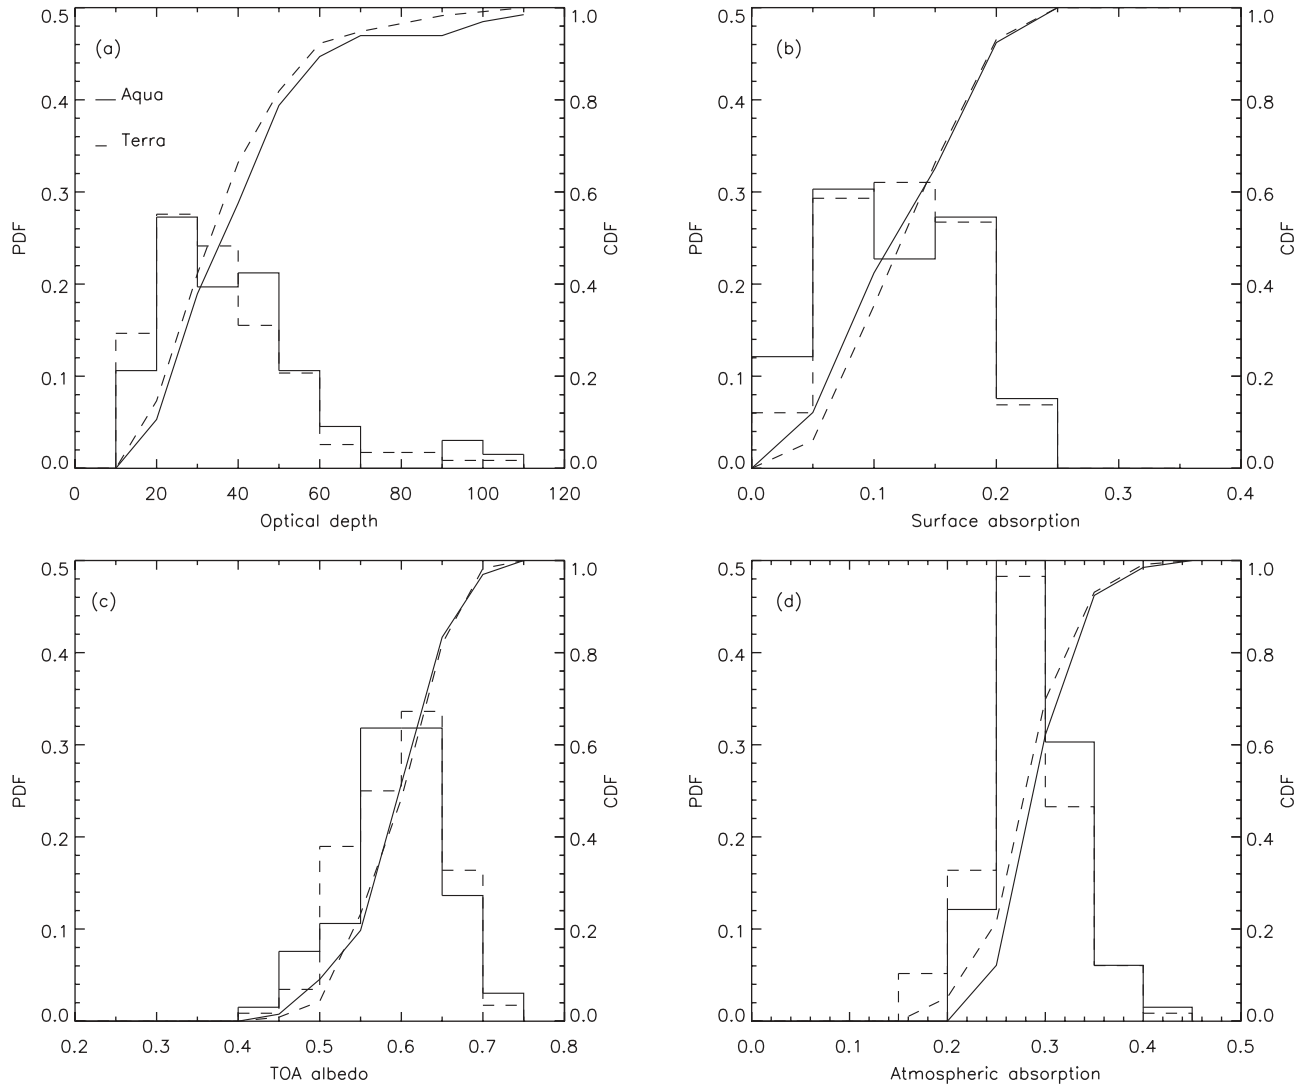 (a)
Aqua
Terra
0.5
0.4
0.3
0.2
0.1
0.0
PDF
1.0
0.8
0.6
0.4
0.2
0.0
CDF
0 20 40 60 80 100 120
Optical depth
(b)
0.5
0.4
0.3
0.2
0.1
0.0
PDF
1.0
0.8
0.6
0.4
0.2
0.0
CDF
0.0 0.1 0.2 0.3 0.4
Surface absorption
(c)
0.5
0.4
0.3
0.2
0.1
0.0
PDF
1.0
0.8
0.6
0.4
0.2
0.0
CDF
0.2 0.3 0.4 0.5 0.6 0.7 0.8
TOA albedo
(d)
0.5
0.4
0.3
0.2
0.1
0.0
PDF
1.0
0.8
0.6
0.4
0.2
0.0
CDF
0.0 0.1 0.2 0.3 0.4 0.5
Atmospheric absorption